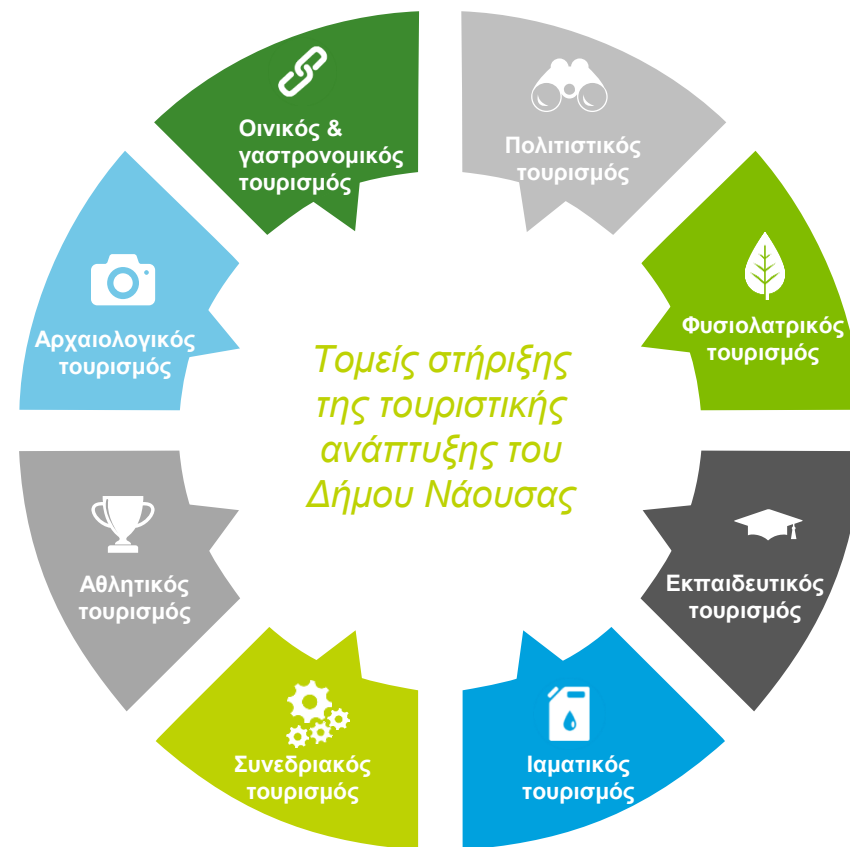 Οινικός &
γαστρονομικός
τουρισμός
Πολιτιστικός
τουρισμός
Φυσιολατρικός
τουρισμός
Εκπαιδευτικός
τουρισμός
Ιαματικός
τουρισμός
Συνεδριακός
τουρισμός
Αθλητικός
τουρισμός
Αρχαιολογικός
τουρισμός
Τομείς στήριξης
της τουριστικής
ανάπτυξης του
Δήμου Νάουσας